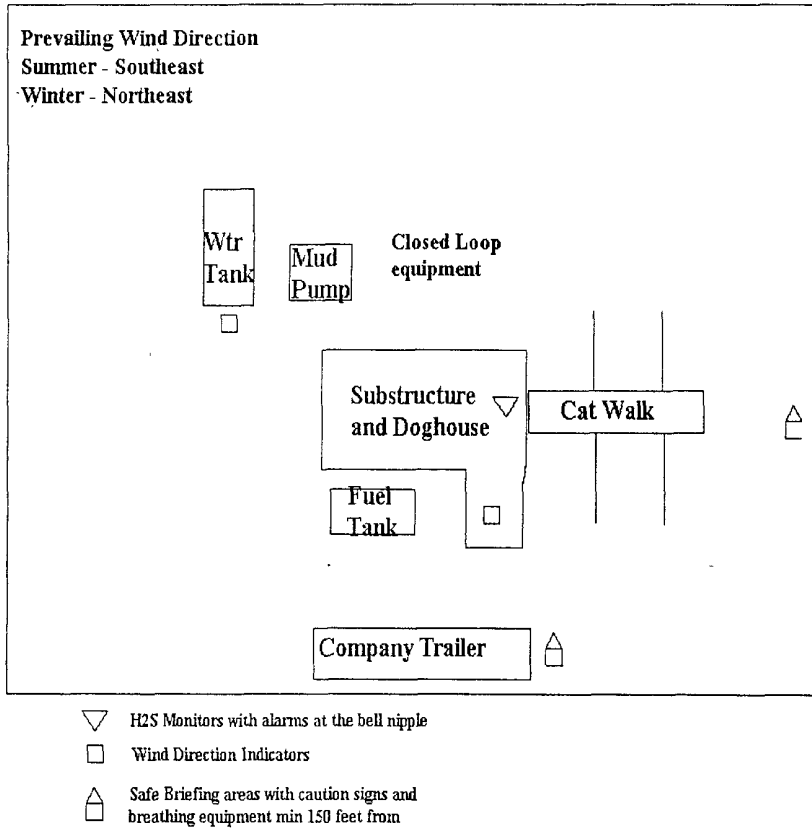 Prevailing Wind Direction
Summer - Southeast
Winter - Northeast
Wtr
Tank
Mud
Pump
Closed Loop
equipment
Substructure
and Doghouse
Cat Walk
Fuel
Tank
Company Trailer
H2S Monitors with alarms at the bell nipple
Wind Direction Indicators
Safe Briefing areas with caution signs and
breathing equipment min 150 feet from